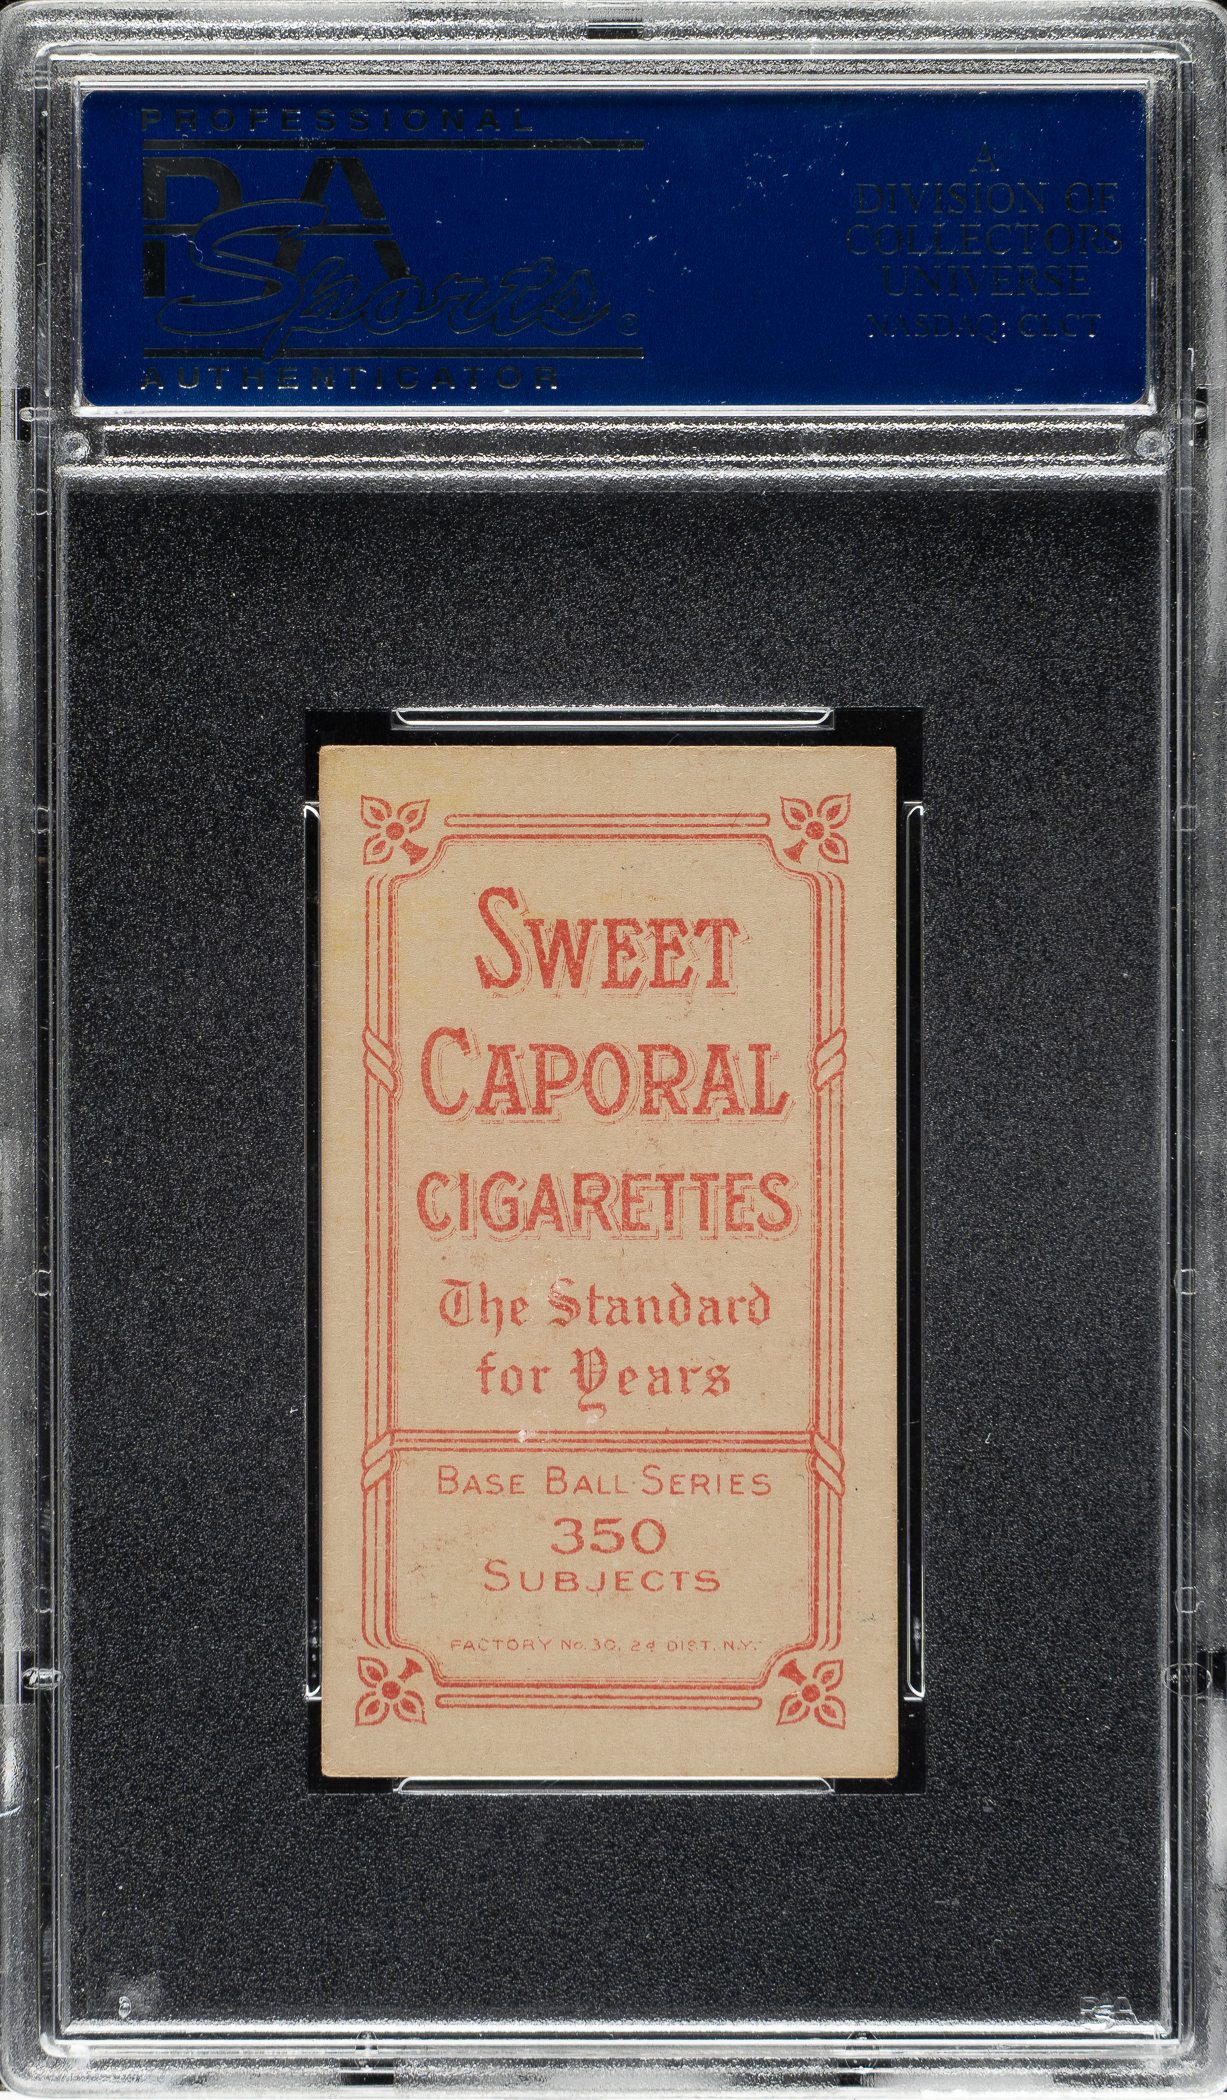 PROFESSIONAL
PSA
Sports®
AUTHENTICATOR
A
DIVISION OF
COLLECTORS
UNIVERSE
NASDAQ: CLCT
SWEET
CAPORAL
CIGARETTES
The Standard
for Years
BASE BALL SERIES
350
SUBJECTS
FACTORY No. 30, 2d DIST. N.Y.
PSA